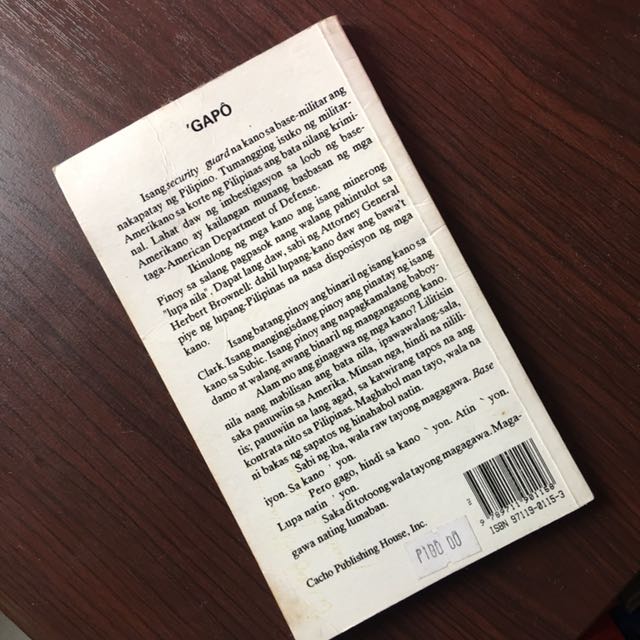 'GAPÔ
Isang security guard na kano sa base-militar ang
nakapatay ng Pilipino. Tumangging isuko ng militar-
Amerikano sa korte ng Pilipinas ang bata nilang krimi-
nal. Lahat daw ng imbestigasyon sa loob ng base-
Amerikano ay kailangan munang basbasan ng mga
taga-American Department of Defense.
Ikinulong ng mga kano ang isang minerong
Pinoy sa salang pagpasok nang walang pahintulot sa
"lupa nila". Dapat lang daw, sabi ng Attorney General
Herbert Brownell: dahil lupang-kano daw ang bawa't
piye ng lupang-Pilipinas na nasa disposisyon ng mga
kano.
Isang batang pinoy ang binaril ng isang kano sa
Clark. Isang mangingisdang pinoy ang pinatay ng isang
kano sa Subic. Isang pinoy ang napagkamalang baboy-
damo at walang awang binaril ng mangangasong kano.
Alam mo ang ginagawa ng mga kano? Lilitisin
nila nang mabilisan ang bata nila, ipawawalang-sala,
saka pauuwiin sa Amerika. Minsan nga, hindi na nilili-
tis; pauuwiin na lang agad, sa katwirang tapos na ang
kontrata nito sa Pilipinas. Maghabol man tayo, wala na
ni bakas ng sapatos ng hinahabol natin.
Sabi ng iba, wala raw tayong magagawa. Base
iyon. Sa kano `yon.
Pero gago, hindi sa kano `yon. Atin `yon.
Lupa natin `yon.
Saka di totoong wala tayong magagawa. Maga-
gawa nating lumaban.
Cacho Publishing House, Inc.
ISBN 97119-0115-3